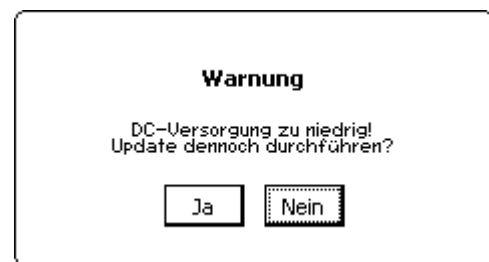 Warnung
DC-Versorgung zu niedrig!
Update dennoch durchführen?
Ja
Nein